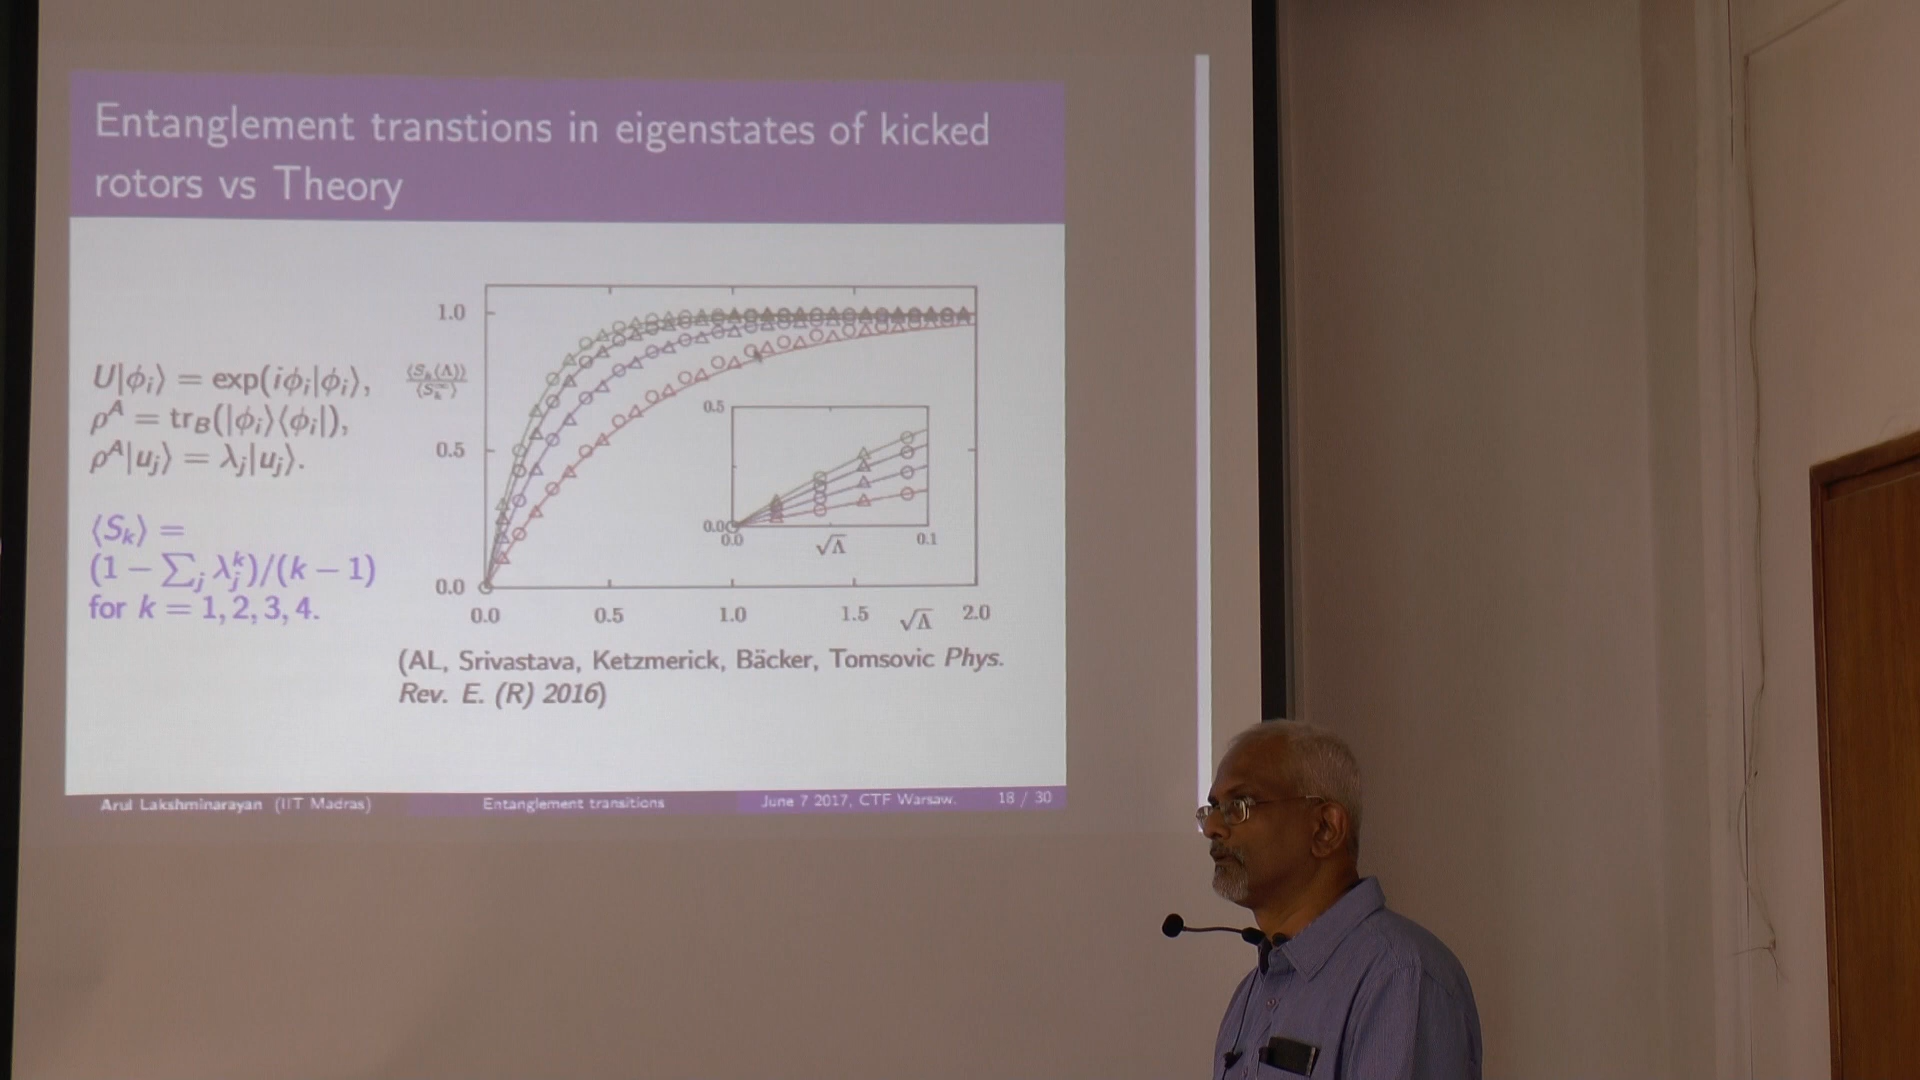 Entanglement transtions in eigenstates of kicked
rotors vs Theory
U|ϕᵢ⟩ = exp(iϕᵢ|ϕᵢ⟩,
ρᴬ = tr_B(|ϕᵢ⟩⟨ϕᵢ|),
ρᴬ|uⱼ⟩ = λⱼ|uⱼ⟩.
⟨Sₖ⟩ =
(1 − ∑ⱼ λⱼᵏ)/(k − 1)
for k = 1, 2, 3, 4.
1.0
⟨Sₖ(Λ)⟩
⟨Sₖ^∞⟩
0.5
0.0
0.0 0.5 1.0 1.5 √Λ 2.0
0.5
0.0
0.0 √Λ 0.1
(AL, Srivastava, Ketzmerick, Bäcker, Tomsovic Phys.
Rev. E. (R) 2016)
Arul Lakshminarayan (IIT Madras) Entanglement transitions June 7 2017, CTF Warsaw. 18 / 30